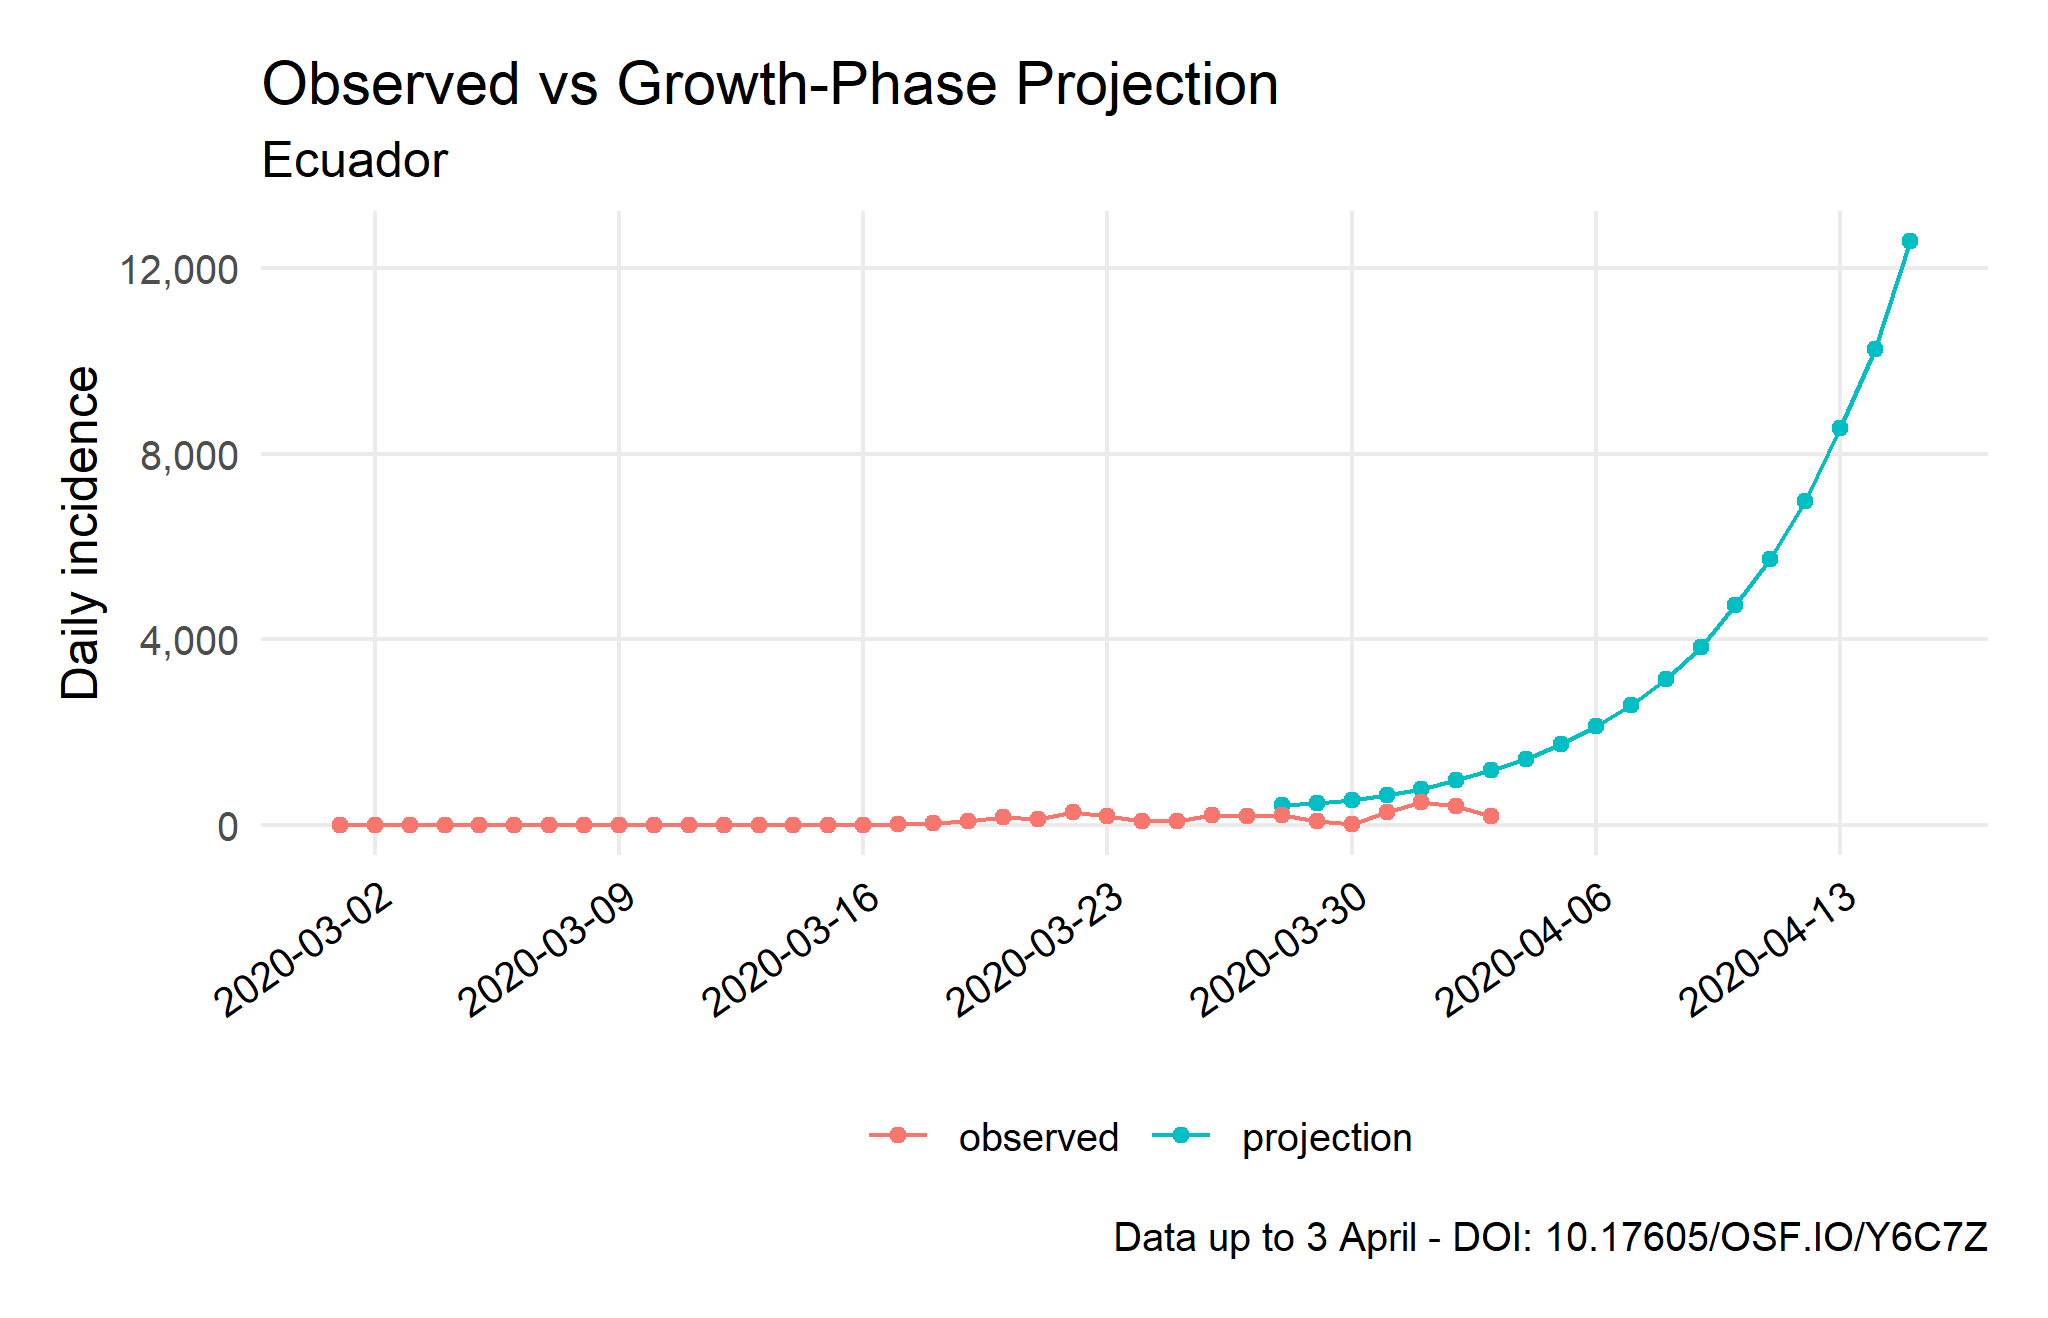 Observed vs Growth-Phase Projection
Ecuador
Daily incidence
12,000
8,000
4,000
0
2020-03-02
2020-03-09
2020-03-16
2020-03-23
2020-03-30
2020-04-06
2020-04-13
observed
projection
Data up to 3 April - DOI: 10.17605/OSF.IO/Y6C7Z